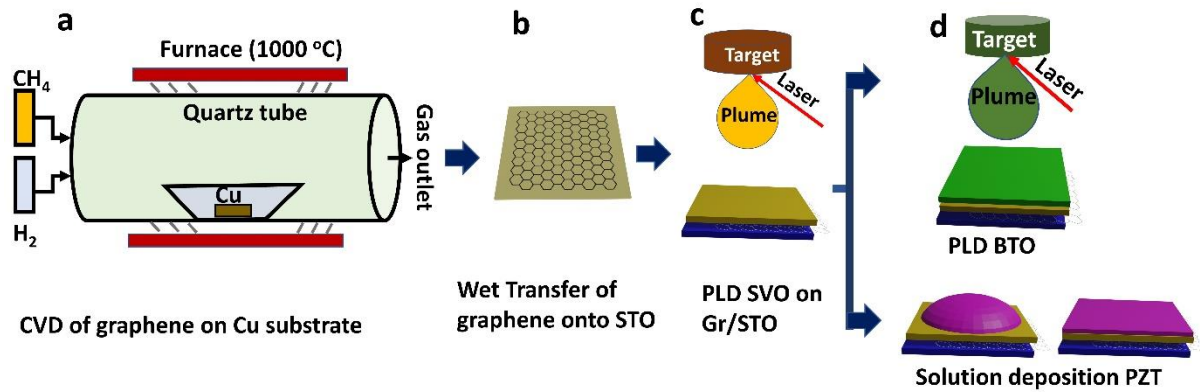 a
Furnace (1000 °C)
CH4
Quartz tube
Gas outlet
Cu
H2
CVD of graphene on Cu substrate
b
Wet Transfer of
graphene onto STO
c
Target
Laser
Plume
PLD SVO on
Gr/STO
d
Target
Laser
Plume
PLD BTO
Solution deposition PZT